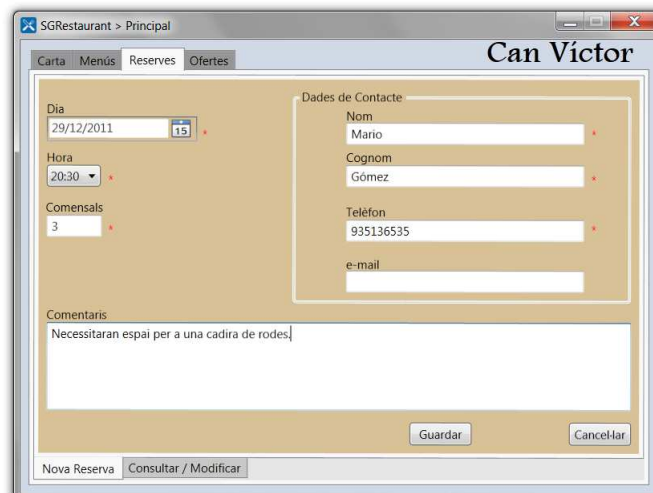 SGRestaurant > Principal
Can Víctor
Carta Menús Reserves Ofertes
Dia
29/12/2011 15 *
Hora
20:30 *
Comensals
3 *
Dades de Contacte
Nom
Mario *
Cognom
Gómez *
Telèfon
935136535 *
e-mail
Comentaris
Necessitaran espai per a una cadira de rodes.
Guardar Cancel·lar
Nova Reserva Consultar / Modificar